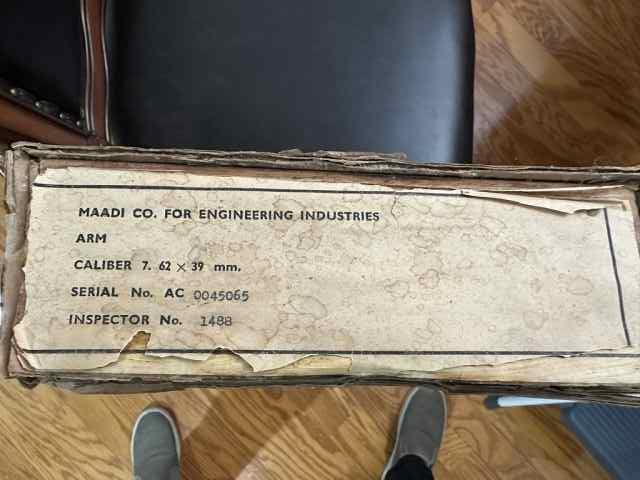 MAADI CO. FOR ENGINEERING INDUSTRIES
ARM
CALIBER 7. 62 × 39 mm.
SERIAL No. AC 0045065
INSPECTOR No. 1488